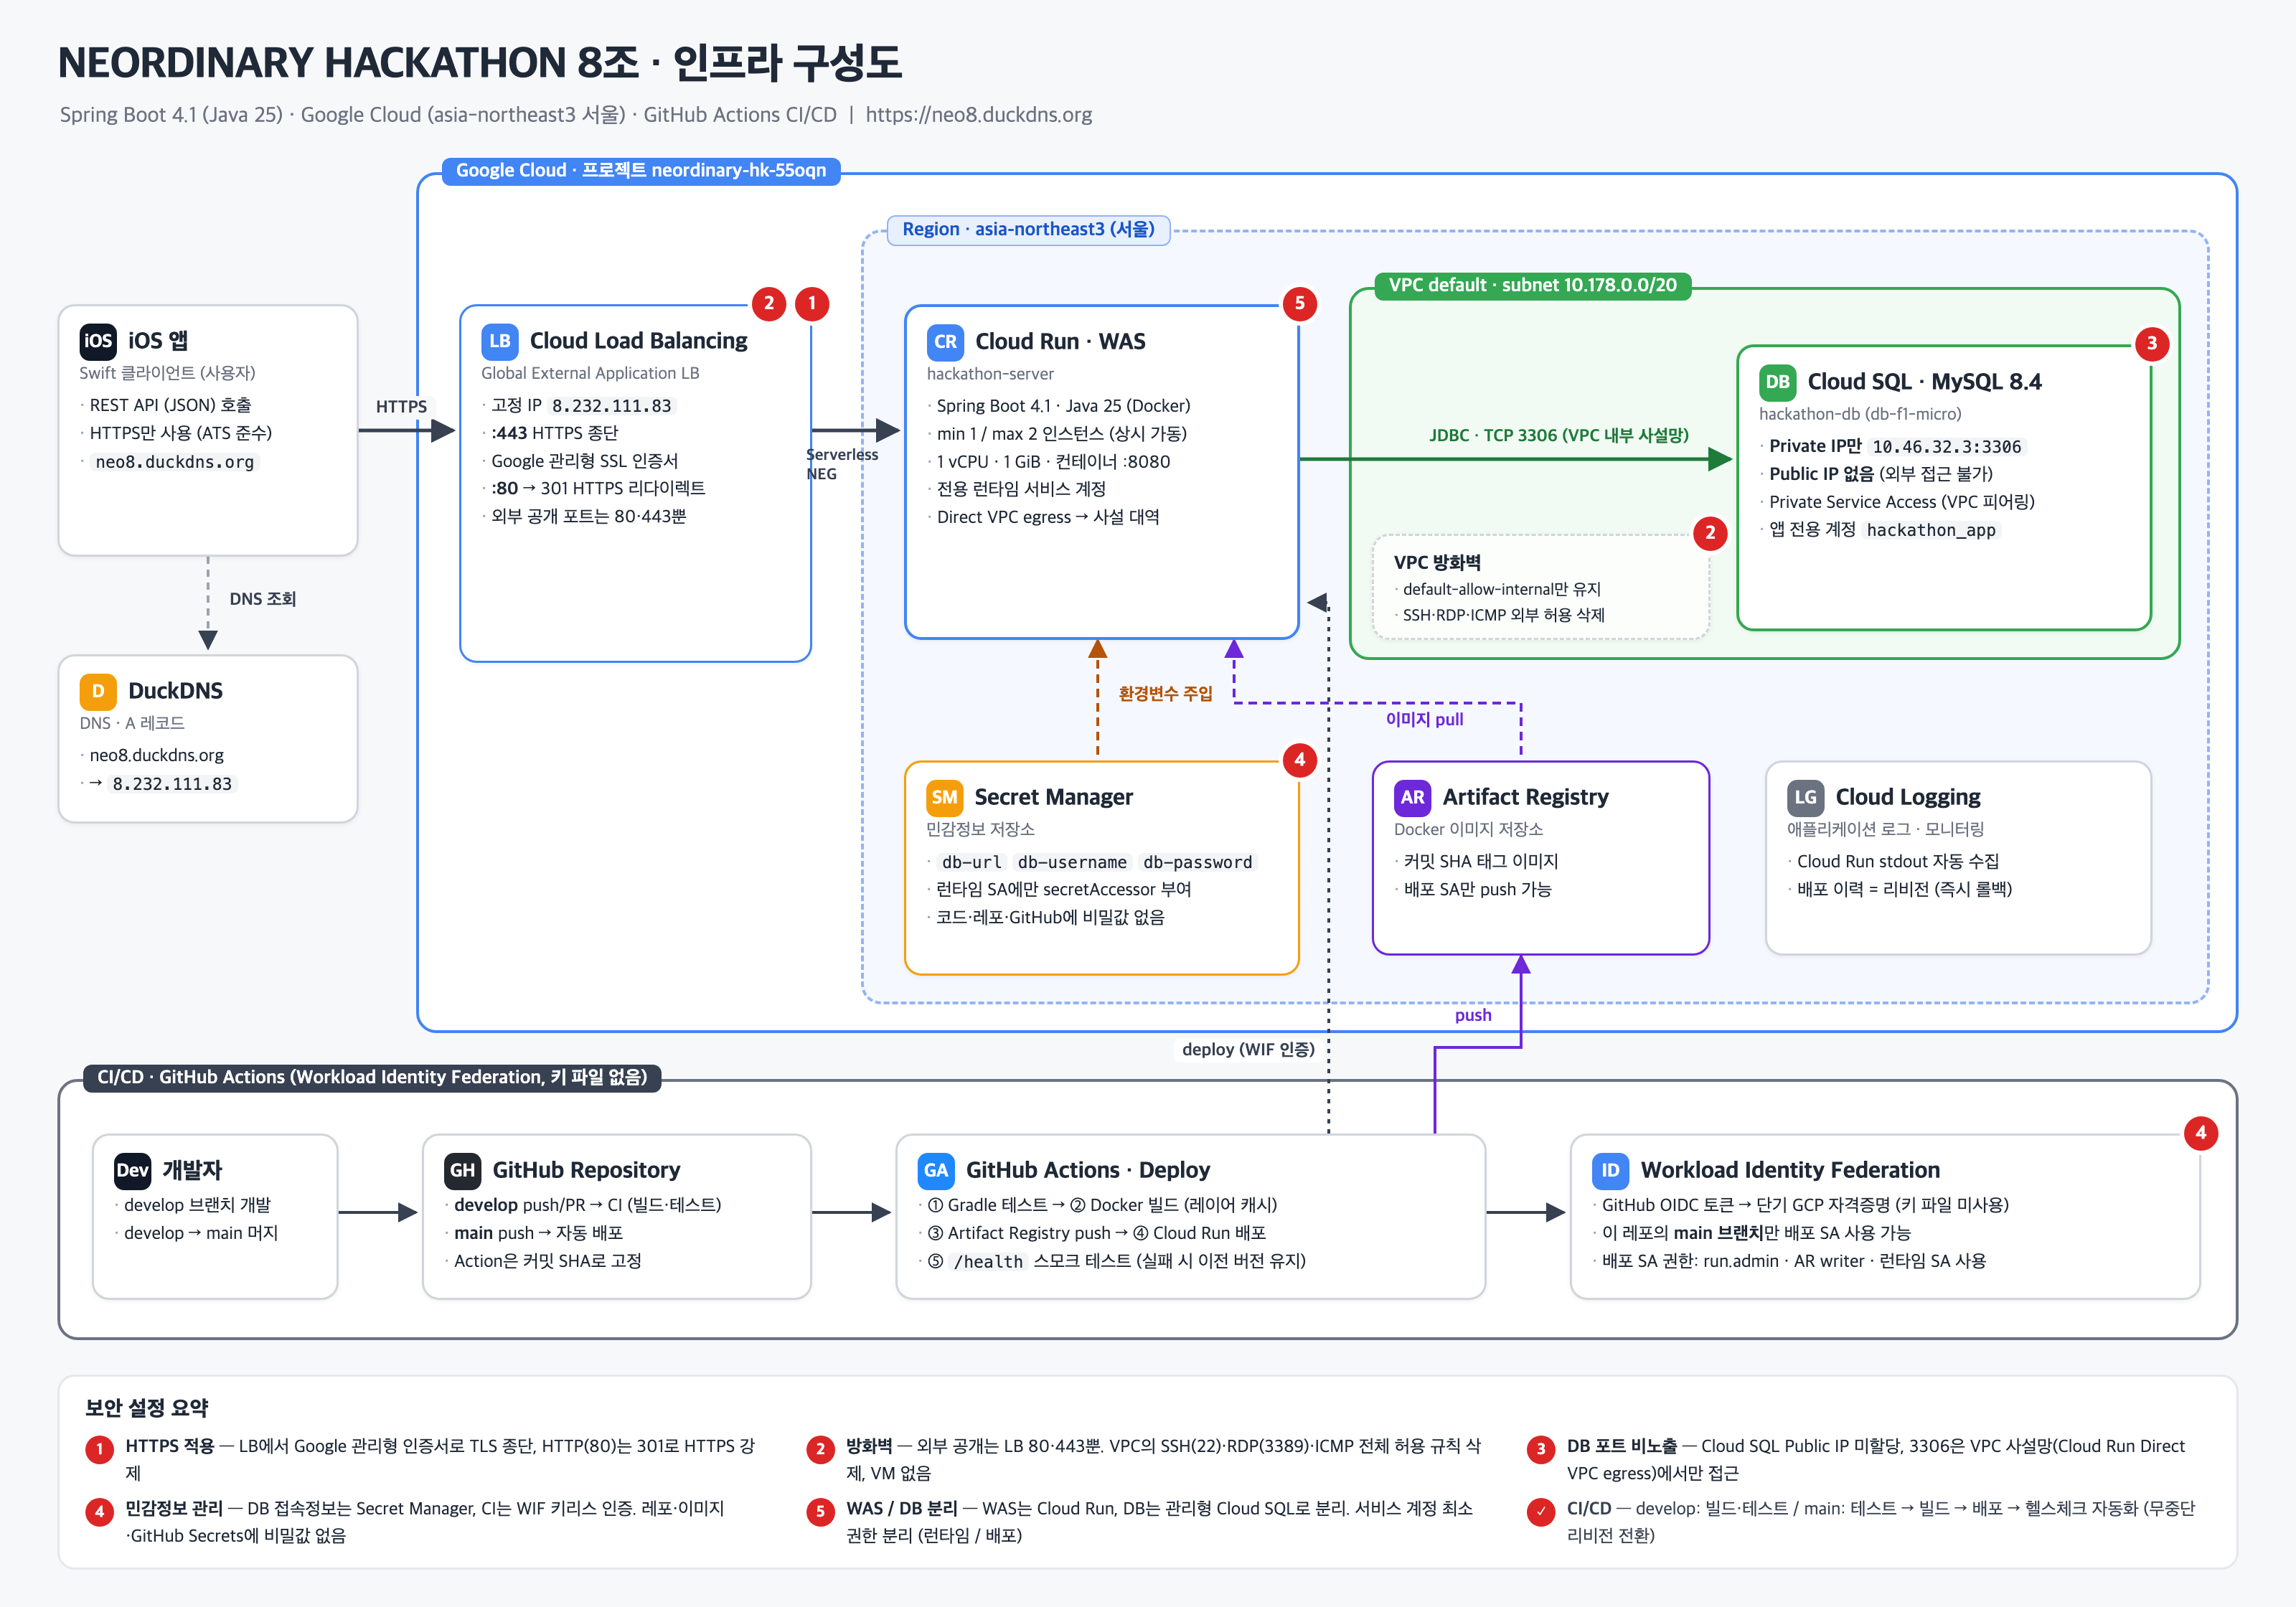 NEORDINARY HACKATHON 8조 · 인프라 구성도
Spring Boot 4.1 (Java 25) · Google Cloud (asia-northeast3 서울) · GitHub Actions CI/CD | https://neo8.duckdns.org
Google Cloud · 프로젝트 neordinary-hk-55oqn
Region · asia-northeast3 (서울)
VPC default · subnet 10.178.0.0/20
iOS iOS 앱
Swift 클라이언트 (사용자)
· REST API (JSON) 호출
· HTTPS만 사용 (ATS 준수)
· neo8.duckdns.org
HTTPS
DNS 조회
D DuckDNS
DNS · A 레코드
· neo8.duckdns.org
· → 8.232.111.83
2 1
LB Cloud Load Balancing
Global External Application LB
· 고정 IP 8.232.111.83
· :443 HTTPS 종단
· Google 관리형 SSL 인증서
· :80 → 301 HTTPS 리다이렉트
· 외부 공개 포트는 80·443뿐
Serverless
NEG
5
CR Cloud Run · WAS
hackathon-server
· Spring Boot 4.1 · Java 25 (Docker)
· min 1 / max 2 인스턴스 (상시 가동)
· 1 vCPU · 1 GiB · 컨테이너 :8080
· 전용 런타임 서비스 계정
· Direct VPC egress → 사설 대역
JDBC · TCP 3306 (VPC 내부 사설망)
2
VPC 방화벽
· default-allow-internal만 유지
· SSH·RDP·ICMP 외부 허용 삭제
3
DB Cloud SQL · MySQL 8.4
hackathon-db (db-f1-micro)
· Private IP만 10.46.32.3:3306
· Public IP 없음 (외부 접근 불가)
· Private Service Access (VPC 피어링)
· 앱 전용 계정 hackathon_app
환경변수 주입
이미지 pull
4
SM Secret Manager
민감정보 저장소
· db-url db-username db-password
· 런타임 SA에만 secretAccessor 부여
· 코드·레포·GitHub에 비밀값 없음
AR Artifact Registry
Docker 이미지 저장소
· 커밋 SHA 태그 이미지
· 배포 SA만 push 가능
LG Cloud Logging
애플리케이션 로그 · 모니터링
· Cloud Run stdout 자동 수집
· 배포 이력 = 리비전 (즉시 롤백)
push
deploy (WIF 인증)
CI/CD · GitHub Actions (Workload Identity Federation, 키 파일 없음)
Dev 개발자
· develop 브랜치 개발
· develop → main 머지
GH GitHub Repository
· develop push/PR → CI (빌드·테스트)
· main push → 자동 배포
· Action은 커밋 SHA로 고정
GA GitHub Actions · Deploy
· ① Gradle 테스트 → ② Docker 빌드 (레이어 캐시)
· ③ Artifact Registry push → ④ Cloud Run 배포
· ⑤ /health 스모크 테스트 (실패 시 이전 버전 유지)
4
ID Workload Identity Federation
· GitHub OIDC 토큰 → 단기 GCP 자격증명 (키 파일 미사용)
· 이 레포의 main 브랜치만 배포 SA 사용 가능
· 배포 SA 권한: run.admin · AR writer · 런타임 SA 사용
보안 설정 요약
1 HTTPS 적용 — LB에서 Google 관리형 인증서로 TLS 종단, HTTP(80)는 301로 HTTPS 강
제
2 방화벽 — 외부 공개는 LB 80·443뿐. VPC의 SSH(22)·RDP(3389)·ICMP 전체 허용 규칙 삭
제, VM 없음
3 DB 포트 비노출 — Cloud SQL Public IP 미할당, 3306은 VPC 사설망(Cloud Run Direct
VPC egress)에서만 접근
4 민감정보 관리 — DB 접속정보는 Secret Manager, CI는 WIF 키리스 인증. 레포·이미지
·GitHub Secrets에 비밀값 없음
5 WAS / DB 분리 — WAS는 Cloud Run, DB는 관리형 Cloud SQL로 분리. 서비스 계정 최소
권한 분리 (런타임 / 배포)
✓ CI/CD — develop: 빌드·테스트 / main: 테스트 → 빌드 → 배포 → 헬스체크 자동화 (무중단
리비전 전환)